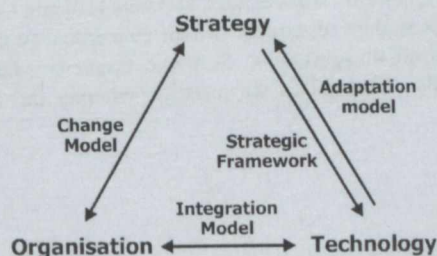 Strategy
Adaptation
model
Change
Model
Strategic
Framework
Integration
Model
Organisation
Technology